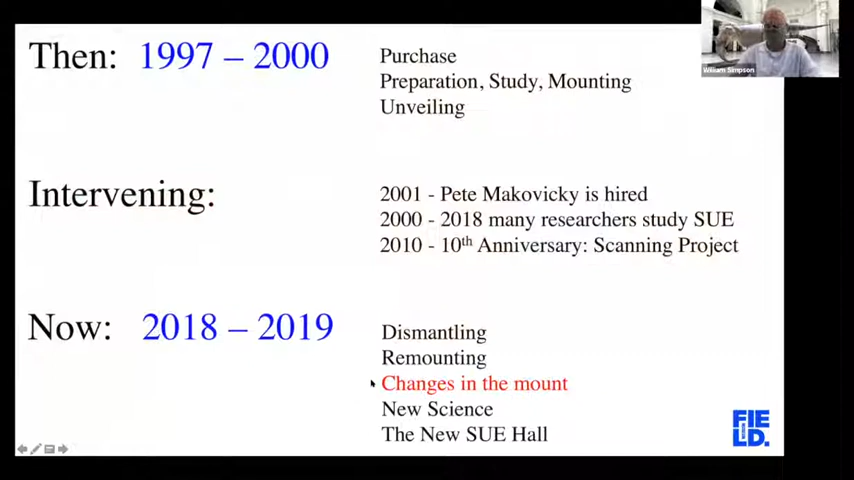 William Simpson
Then: 1997 – 2000
Purchase
Preparation, Study, Mounting
Unveiling
Intervening:
2001 - Pete Makovicky is hired
2000 - 2018 many researchers study SUE
2010 - 10th Anniversary: Scanning Project
Now: 2018 – 2019
Dismantling
Remounting
Changes in the mount
New Science
The New SUE Hall
FIE
LD.